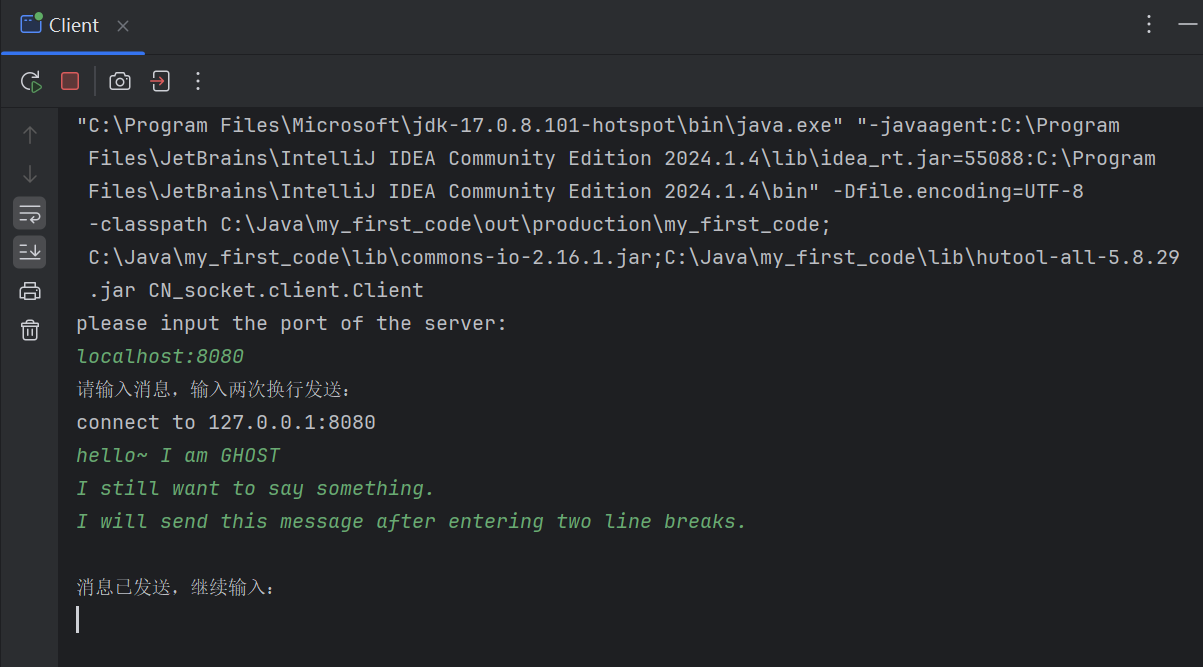 Client
"C:\Program Files\Microsoft\jdk-17.0.8.101-hotspot\bin\java.exe" "-javaagent:C:\Program
Files\JetBrains\IntelliJ IDEA Community Edition 2024.1.4\lib\idea_rt.jar=55088:C:\Program
Files\JetBrains\IntelliJ IDEA Community Edition 2024.1.4\bin" -Dfile.encoding=UTF-8
-classpath C:\Java\my_first_code\out\production\my_first_code;
C:\Java\my_first_code\lib\commons-io-2.16.1.jar;C:\Java\my_first_code\lib\hutool-all-5.8.29
.jar CN_socket.client.Client
please input the port of the server:
localhost:8080
请输入消息，输入两次换行发送：
connect to 127.0.0.1:8080
hello~ I am GHOST
I still want to say something.
I will send this message after entering two line breaks.
消息已发送，继续输入：